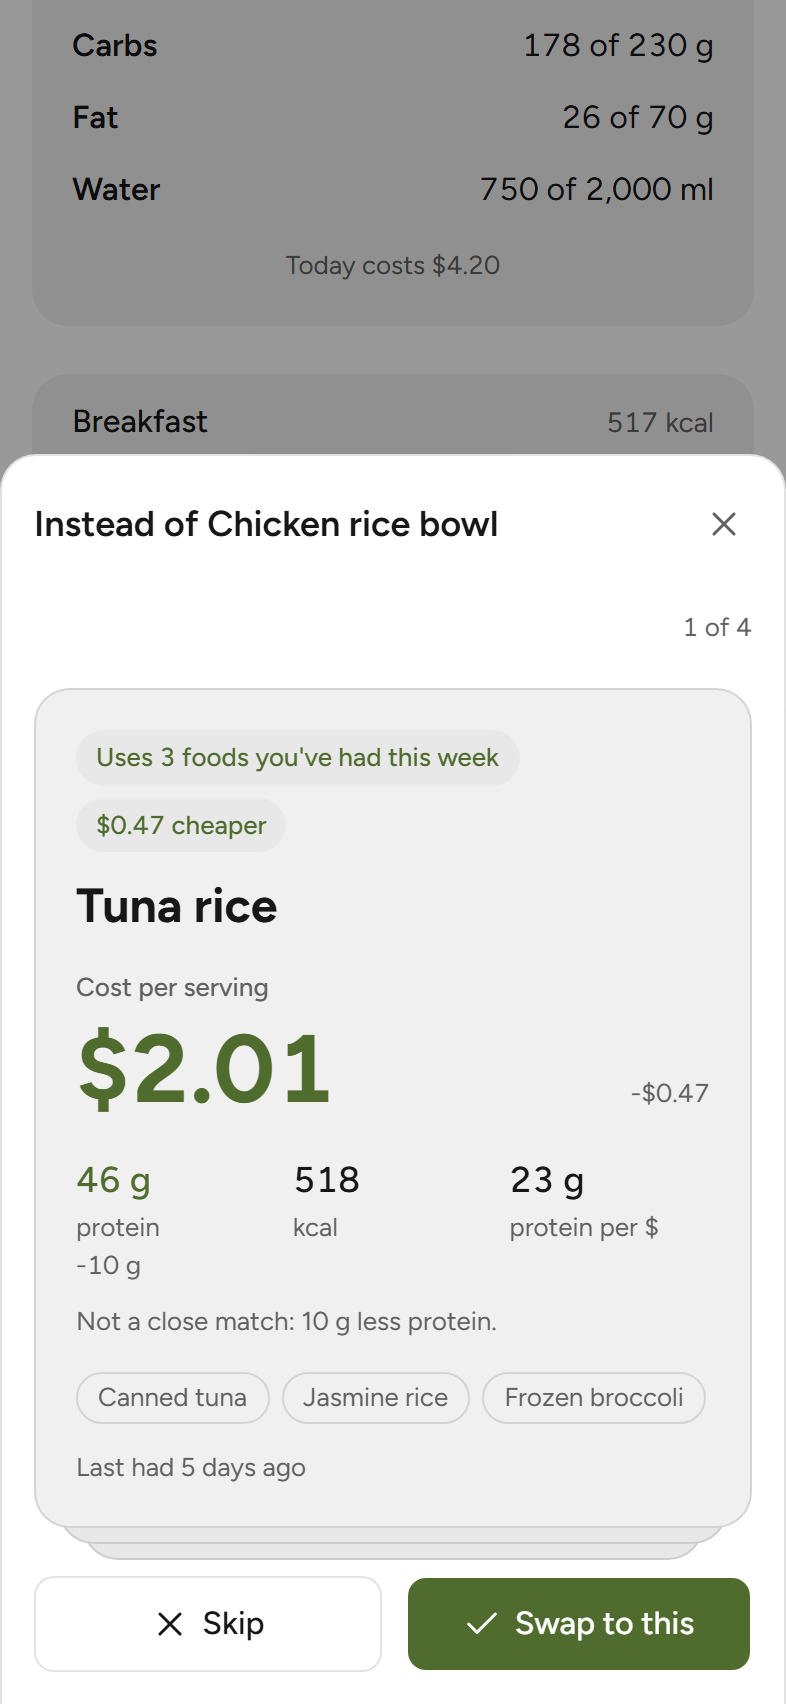 Carbs 178 of 230 g
Fat 26 of 70 g
Water 750 of 2,000 ml
Today costs $4.20
Breakfast 517 kcal
Instead of Chicken rice bowl
1 of 4
Uses 3 foods you've had this week
$0.47 cheaper
Tuna rice
Cost per serving
$2.01 -$0.47
46 g 518 23 g
protein kcal protein per $
-10 g
Not a close match: 10 g less protein.
Canned tuna Jasmine rice Frozen broccoli
Last had 5 days ago
Skip Swap to this